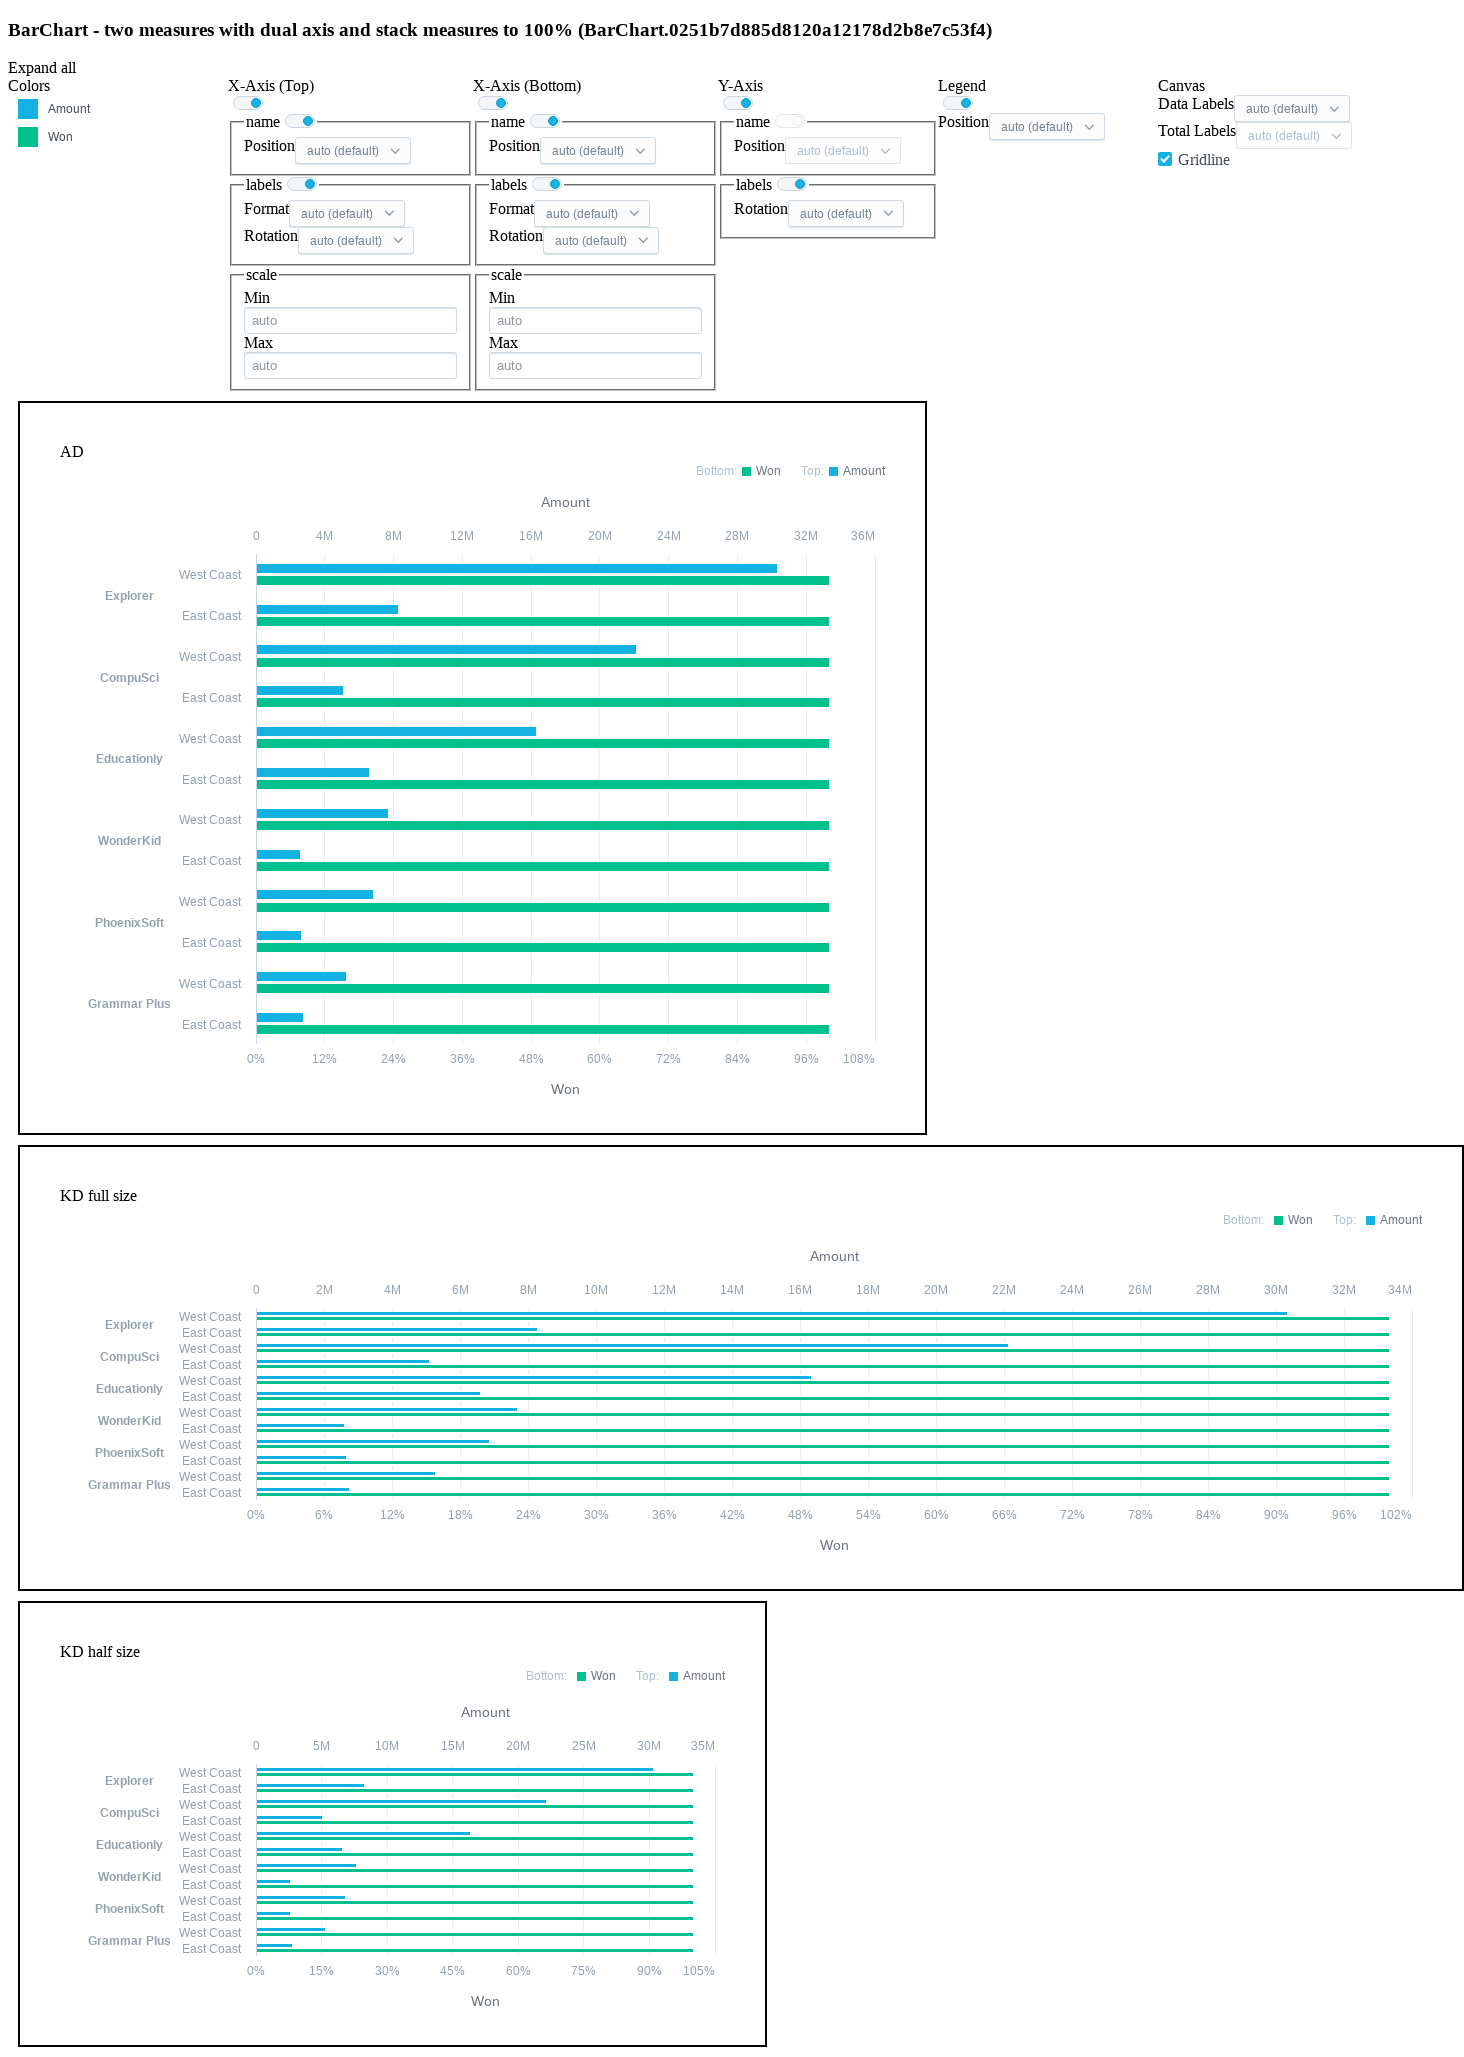 BarChart - two measures with dual axis and stack measures to 100% (BarChart.0251b7d885d8120a12178d2b8e7c53f4)
Expand all
Colors
Amount
Won
X-Axis (Top)
name
Position auto (default)
labels
Format auto (default)
Rotation auto (default)
scale
Min
auto
Max
auto
X-Axis (Bottom)
name
Position auto (default)
labels
Format auto (default)
Rotation auto (default)
scale
Min
auto
Max
auto
Y-Axis
name
Position auto (default)
labels
Rotation auto (default)
Legend
Position auto (default)
Canvas
Data Labels auto (default)
Total Labels auto (default)
Gridline
AD
Bottom: Won Top: Amount
Amount
0 4M 8M 12M 16M 20M 24M 28M 32M 36M
West Coast
Explorer
East Coast
West Coast
CompuSci
East Coast
West Coast
Educationly
East Coast
West Coast
WonderKid
East Coast
West Coast
PhoenixSoft
East Coast
West Coast
Grammar Plus
East Coast
0% 12% 24% 36% 48% 60% 72% 84% 96% 108%
Won
KD full size
Bottom: Won Top: Amount
Amount
0 2M 4M 6M 8M 10M 12M 14M 16M 18M 20M 22M 24M 26M 28M 30M 32M 34M
West Coast
Explorer
East Coast
West Coast
CompuSci
East Coast
West Coast
Educationly
East Coast
West Coast
WonderKid
East Coast
West Coast
PhoenixSoft
East Coast
West Coast
Grammar Plus
East Coast
0% 6% 12% 18% 24% 30% 36% 42% 48% 54% 60% 66% 72% 78% 84% 90% 96% 102%
Won
KD half size
Bottom: Won Top: Amount
Amount
0 5M 10M 15M 20M 25M 30M 35M
West Coast
Explorer
East Coast
West Coast
CompuSci
East Coast
West Coast
Educationly
East Coast
West Coast
WonderKid
East Coast
West Coast
PhoenixSoft
East Coast
West Coast
Grammar Plus
East Coast
0% 15% 30% 45% 60% 75% 90% 105%
Won